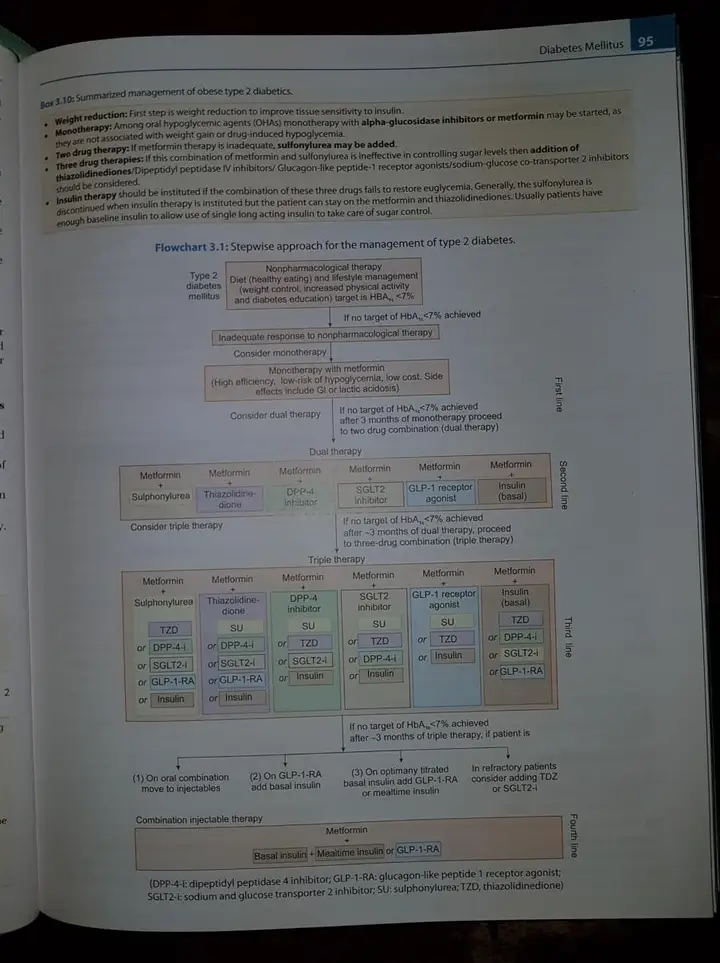 Diabetes Mellitus 95
Box 3.10: Summarized management of obese type 2 diabetics.
• Weight reduction: First step is weight reduction to improve tissue sensitivity to insulin.
• Monotherapy: Among oral hypoglycemic agents (OHAs) monotherapy with alpha-glucosidase inhibitors or metformin may be started, as
they are not associated with weight gain or drug-induced hypoglycemia.
• Two drug therapy: If metformin therapy is inadequate, sulfonylurea may be added.
• Three drug therapies: If this combination of metformin and sulfonylurea is ineffective in controlling sugar levels then addition of
thiazolidinediones/Dipeptidyl peptidase IV inhibitors/ Glucagon-like peptide-1 receptor agonists/sodium-glucose co-transporter 2 inhibitors
should be considered.
• Insulin therapy should be instituted if the combination of these three drugs fails to restore euglycemia. Generally, the sulfonylurea is
discontinued when insulin therapy is instituted but the patient can stay on the metformin and thiazolidinediones. Usually patients have
enough baseline insulin to allow use of single long acting insulin to take care of sugar control.
Flowchart 3.1: Stepwise approach for the management of type 2 diabetes.
Type 2
diabetes
mellitus
Nonpharmacological therapy
Diet (healthy eating) and lifestyle management
(weight control, increased physical activity
and diabetes education) target is HBA1c <7%
If no target of HbA1c<7% achieved
Inadequate response to nonpharmacological therapy
Consider monotherapy
Monotherapy with metformin
(High efficiency, low-risk of hypoglycemia, low cost. Side
effects include GI or lactic acidosis)
First line
Consider dual therapy
If no target of HbA1c<7% achieved
after 3 months of monotherapy proceed
to two drug combination (dual therapy)
Dual therapy
Metformin
+
Sulphonylurea
Metformin
+
Thiazolidine-
dione
Metformin
+
DPP-4
inhibitor
Metformin
+
SGLT2
inhibitor
Metformin
+
GLP-1 receptor
agonist
Metformin
+
Insulin
(basal)
Second line
Consider triple therapy
If no target of HbA1c<7% achieved
after ~3 months of dual therapy, proceed
to three-drug combination (triple therapy)
Triple therapy
Metformin
+
Sulphonylurea
TZD
or DPP-4-i
or SGLT2-i
or GLP-1-RA
or Insulin
Metformin
+
Thiazolidine-
dione
SU
or DPP-4-i
or SGLT2-i
or GLP-1-RA
or Insulin
Metformin
+
DPP-4
inhibitor
SU
or TZD
or SGLT2-i
or Insulin
Metformin
+
SGLT2
inhibitor
SU
or TZD
or DPP-4-i
or Insulin
Metformin
+
GLP-1 receptor
agonist
SU
or TZD
or Insulin
Metformin
+
Insulin
(basal)
TZD
or DPP-4-i
or SGLT2-i
or GLP-1-RA
Third line
If no target of HbA1c<7% achieved
after ~3 months of triple therapy, if patient is
(1) On oral combination
move to injectables
(2) On GLP-1-RA
add basal insulin
(3) On optimany titrated
basal insulin add GLP-1-RA
or mealtime insulin
In refractory patients
consider adding TDZ
or SGLT2-i
Combination injectable therapy
Metformin
+
Basal insulin + Mealtime insulin or GLP-1-RA
Fourth line
(DPP-4-i: dipeptidyl peptidase 4 inhibitor; GLP-1-RA: glucagon-like peptide 1 receptor agonist;
SGLT2-i: sodium and glucose transporter 2 inhibitor; SU: sulphonylurea; TZD, thiazolidinedione)